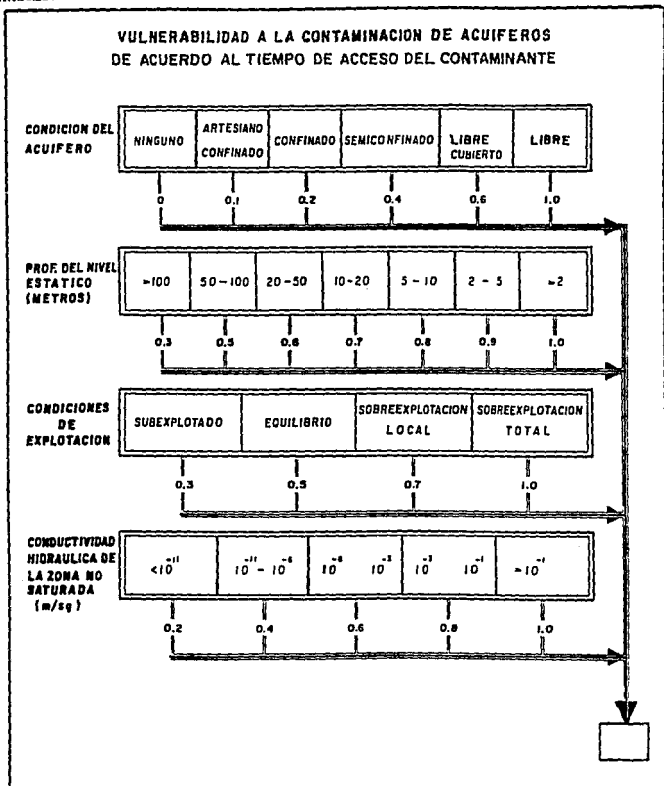 VULNERABILIDAD A LA CONTAMINACION DE ACUIFEROS
DE ACUERDO AL TIEMPO DE ACCESO DEL CONTAMINANTE
CONDICION DEL
ACUIFERO
NINGUNO
ARTESIANO
CONFINADO
CONFINADO
SEMICONFINADO
LIBRE
CUBIERTO
LIBRE
0 0.1 0.2 0.4 0.6 1.0
PROF. DEL NIVEL
ESTATICO
(METROS)
100 50-100 20-50 10-20 5-10 2-5 2
0.3 0.5 0.6 0.7 0.8 0.9 1.0
CONDICIONES
DE
EXPLOTACION
SUBEXPLOTADO
EQUILIBRIO
SOBREEXPLOTACION
LOCAL
SOBREEXPLOTACION
TOTAL
0.3 0.5 0.7 1.0
CONDUCTIVIDAD
HIDRAULICA DE
LA ZONA NO
SATURADA
(m/sg)
<10⁻¹¹ 10⁻¹¹-10 10 10⁻³ 10⁻³ 10⁻¹ 10⁻¹
0.2 0.4 0.6 0.8 1.0